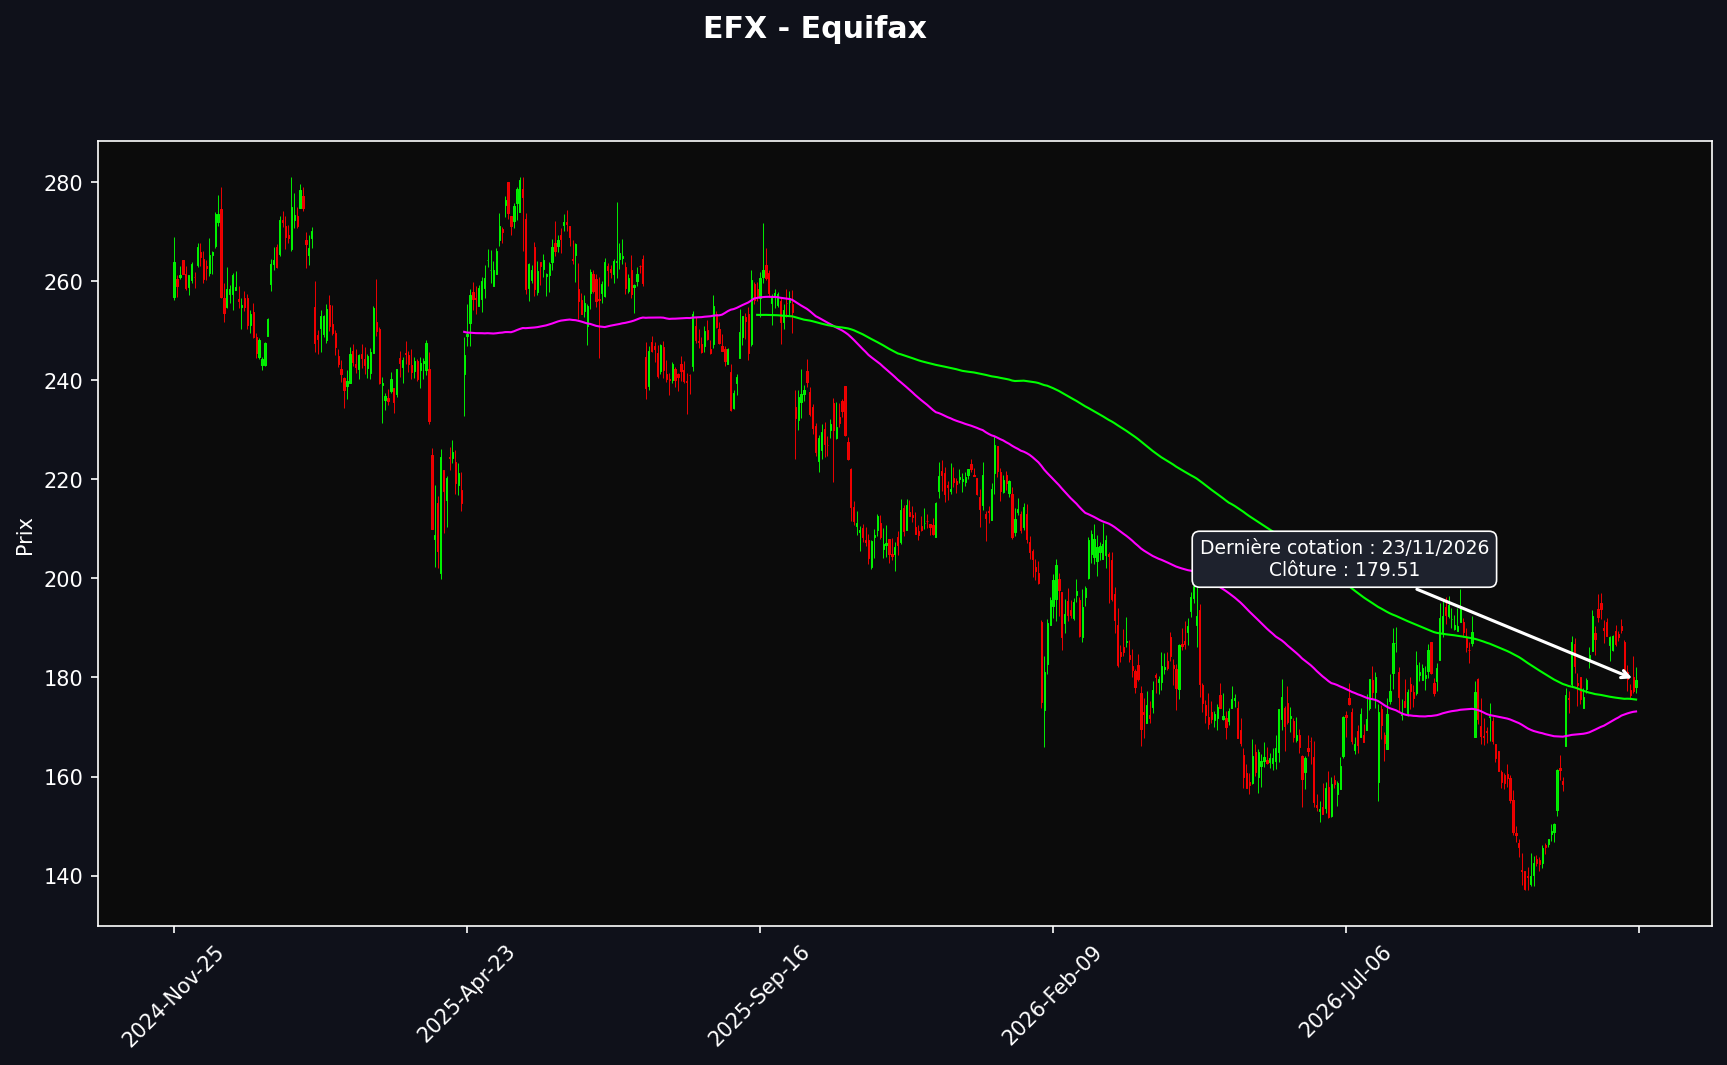 EFX - Equifax
Prix
280
260
240
220
200
180
160
140
Dernière cotation : 23/11/2026
Clôture : 179.51
2024-Nov-25
2025-Apr-23
2025-Sep-16
2026-Feb-09
2026-Jul-06